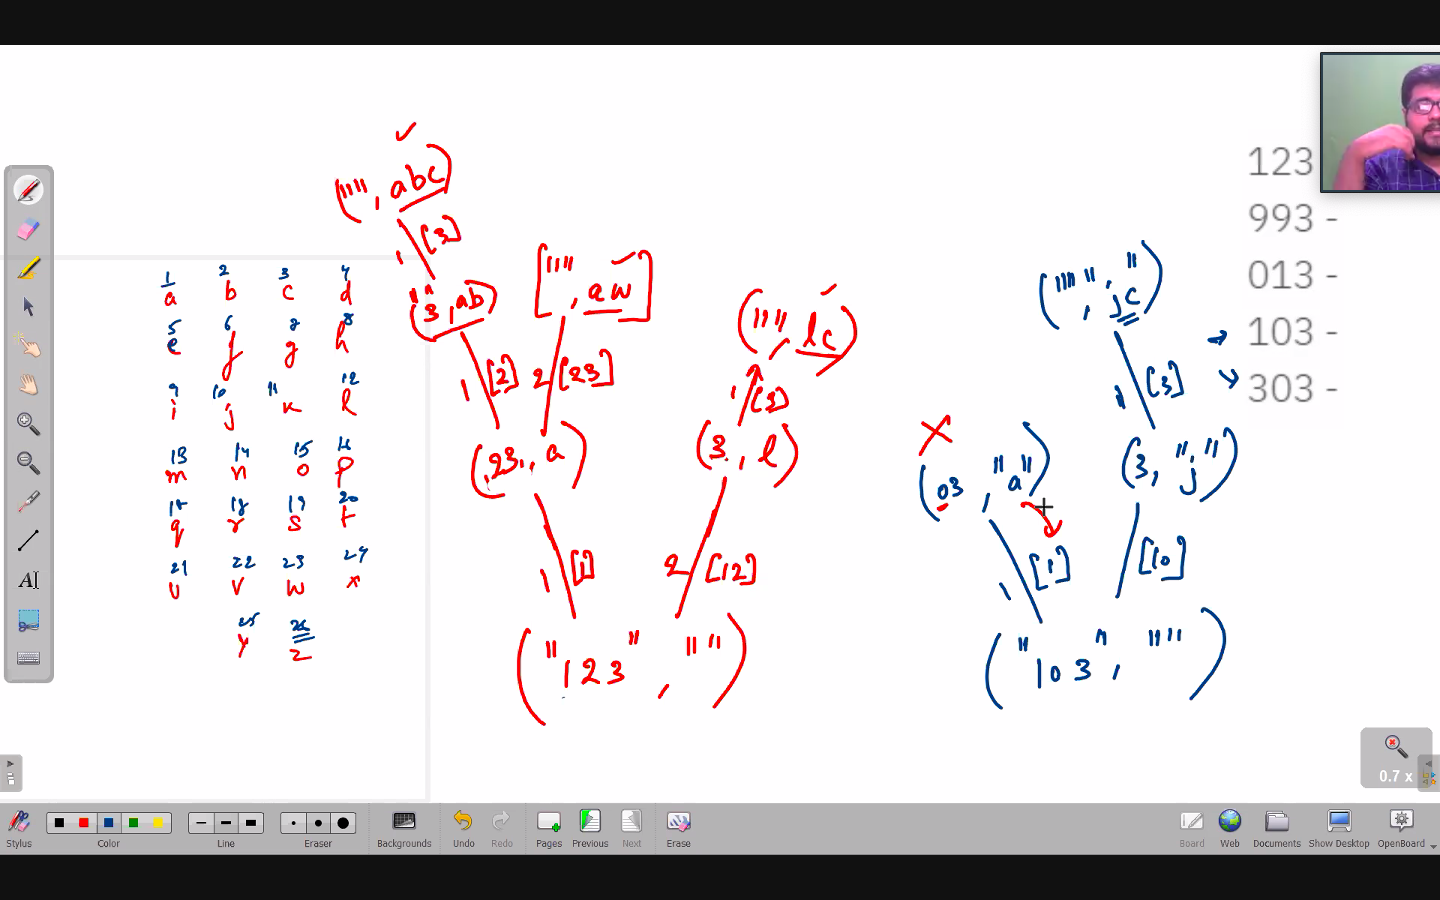 ("", abc)
1 [3]
("3", ab)
["", aw]
1 [2] 2 [23]
(23, a)
1 [1]
("", lc)
1 [3]
(3, l)
2 [12]
("123", "")
("", "jc")
1 [3]
(3, "j")
[10]
(03, "a")
1 [1]
("103", "")
123
993 -
013 -
103 -
303 -
1 2 3 4
a b c d
5 6 7 8
e f g h
9 10 11 12
i j k l
13 14 15 16
m n o p
17 18 19 20
q r s t
21 22 23 24
u v w x
25 26
y z
0.7 x
Stylus Color Line Eraser Backgrounds Undo Redo Pages Previous Next Erase Board Web Documents Show Desktop OpenBoard